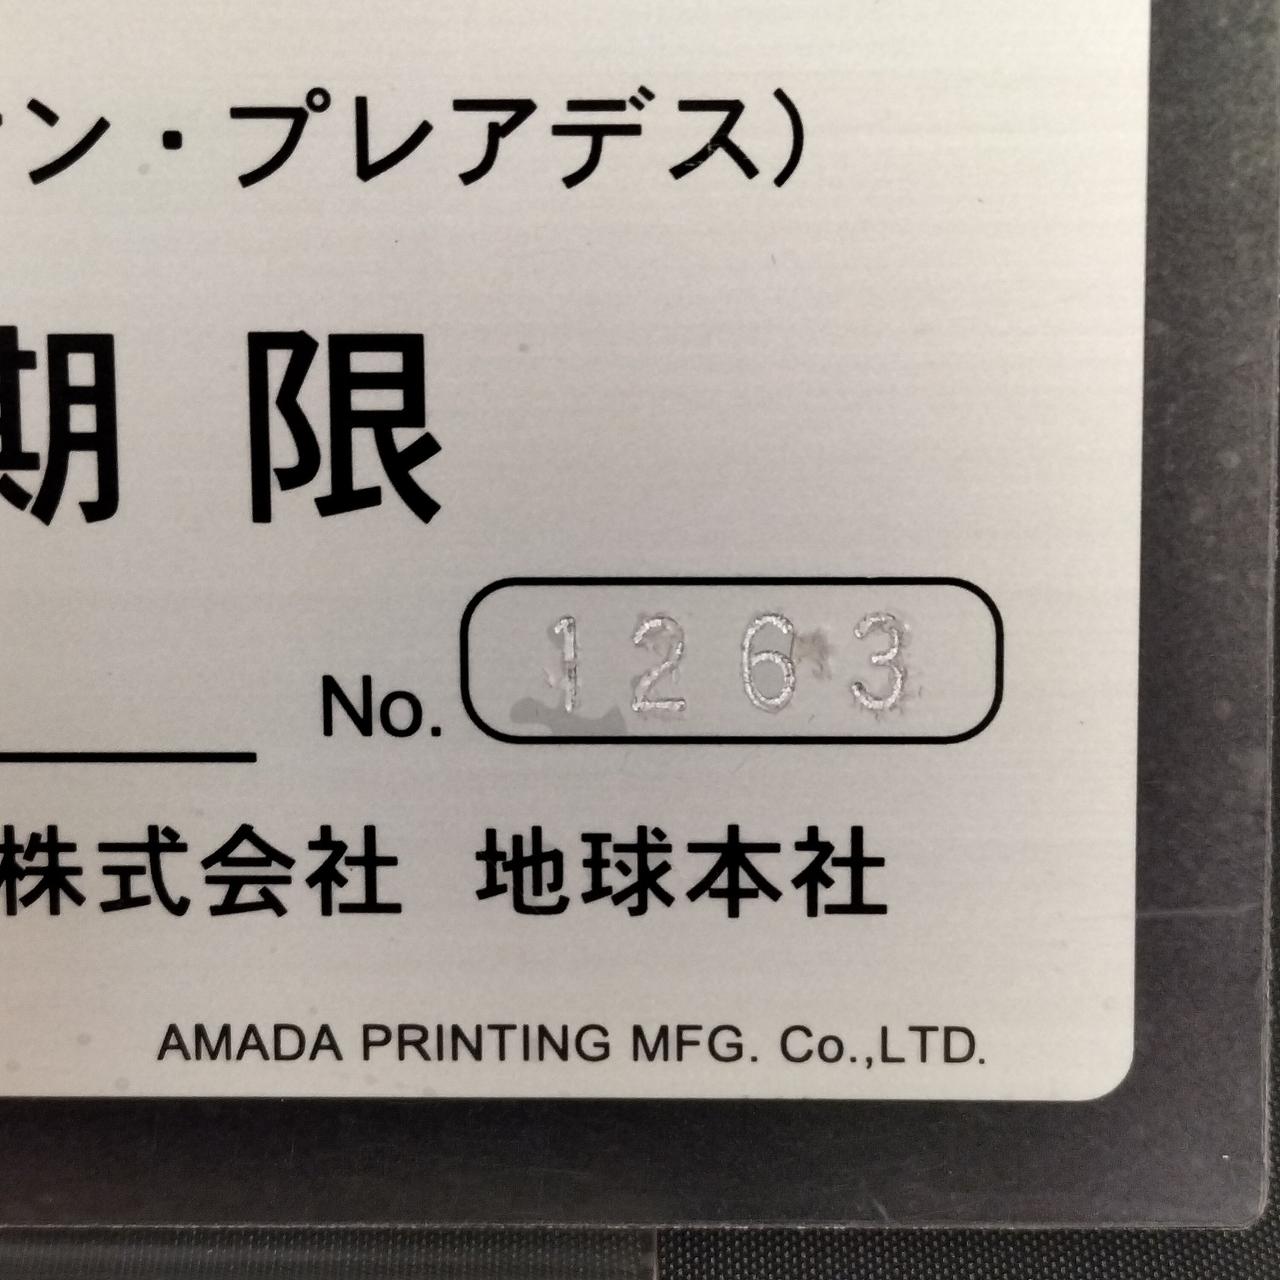 ン・プレアデス）
期限
No. 1263
株式会社 地球本社
AMADA PRINTING MFG. Co.,LTD.